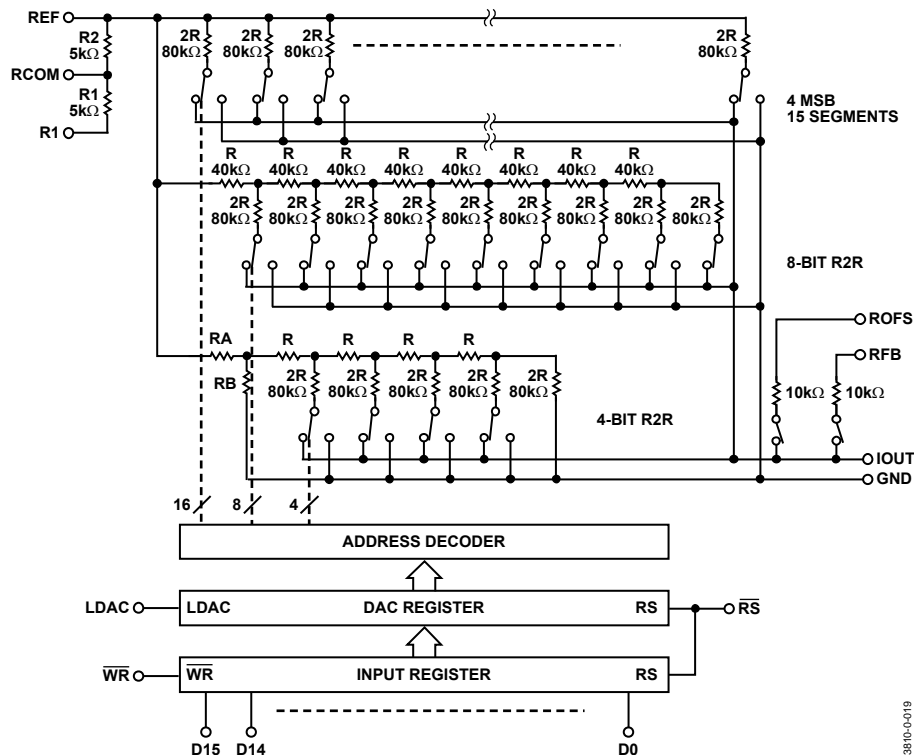 REF
R2
5kΩ
RCOM
R1
5kΩ
R1
2R 2R 2R 2R
80kΩ 80kΩ 80kΩ 80kΩ
4 MSB
15 SEGMENTS
R R R R R R R R
40kΩ 40kΩ 40kΩ 40kΩ 40kΩ 40kΩ 40kΩ 40kΩ
2R 2R 2R 2R 2R 2R 2R 2R 2R
80kΩ 80kΩ 80kΩ 80kΩ 80kΩ 80kΩ 80kΩ 80kΩ 80kΩ
8-BIT R2R
ROFS
RA R R R R
RFB
RB
2R 2R 2R 2R 2R
80kΩ 80kΩ 80kΩ 80kΩ 80kΩ
10kΩ 10kΩ
4-BIT R2R
IOUT
GND
16 8 4
ADDRESS DECODER
LDAC LDAC DAC REGISTER RS RS
WR WR INPUT REGISTER RS
D15 D14 D0
3810-0-019